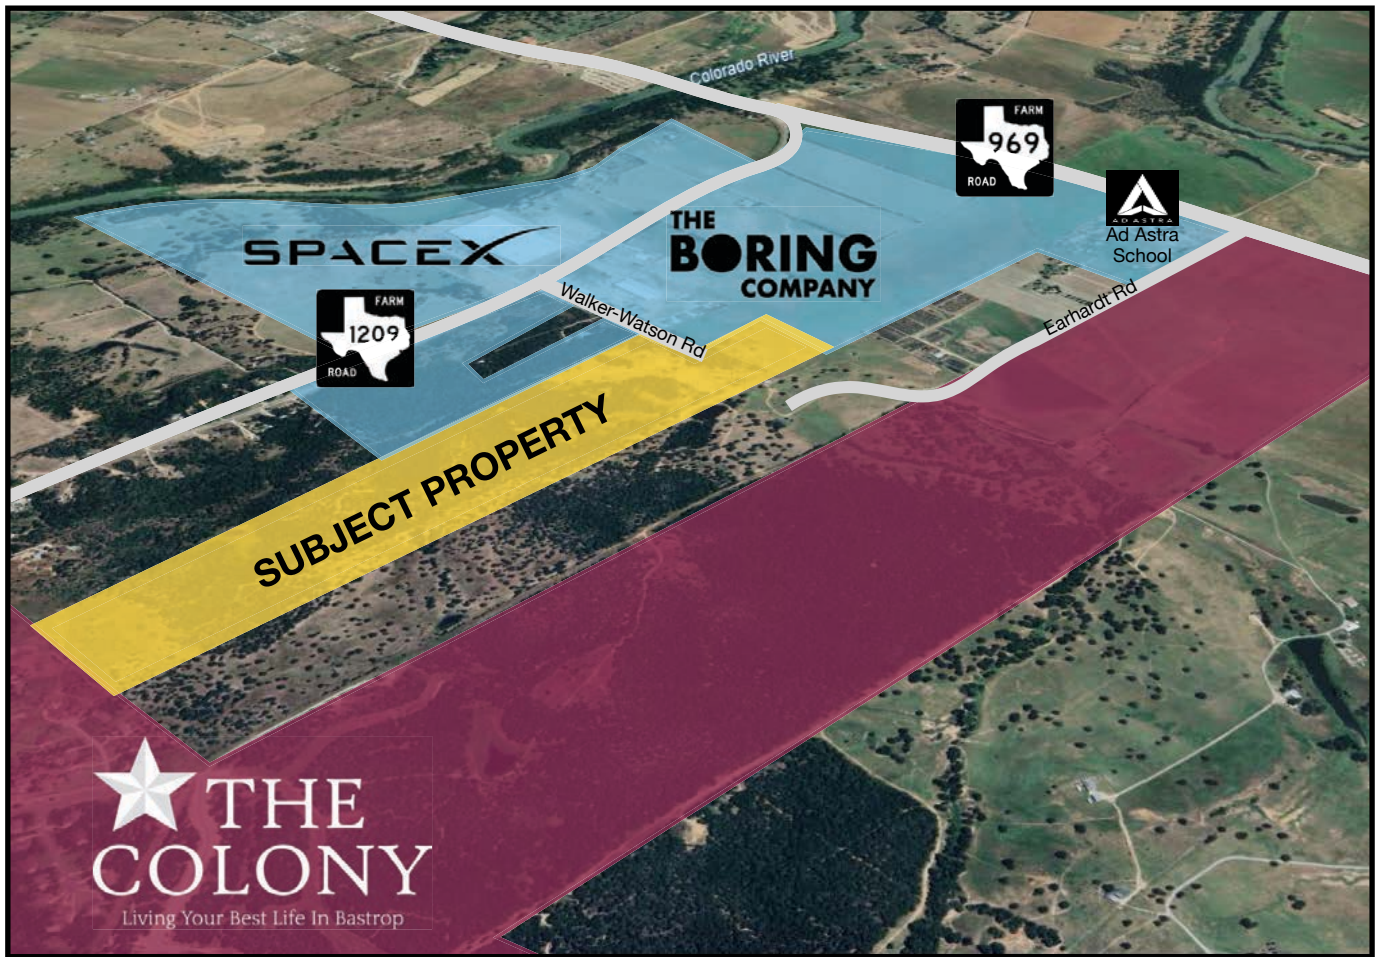 Colorado River
FARM
969
ROAD
AD ASTRA
Ad Astra
School
SPACEX
THE
BORING
COMPANY
Walker-Watson Rd
Earhardt Rd
FARM
1209
ROAD
SUBJECT PROPERTY
THE
COLONY
Living Your Best Life In Bastrop